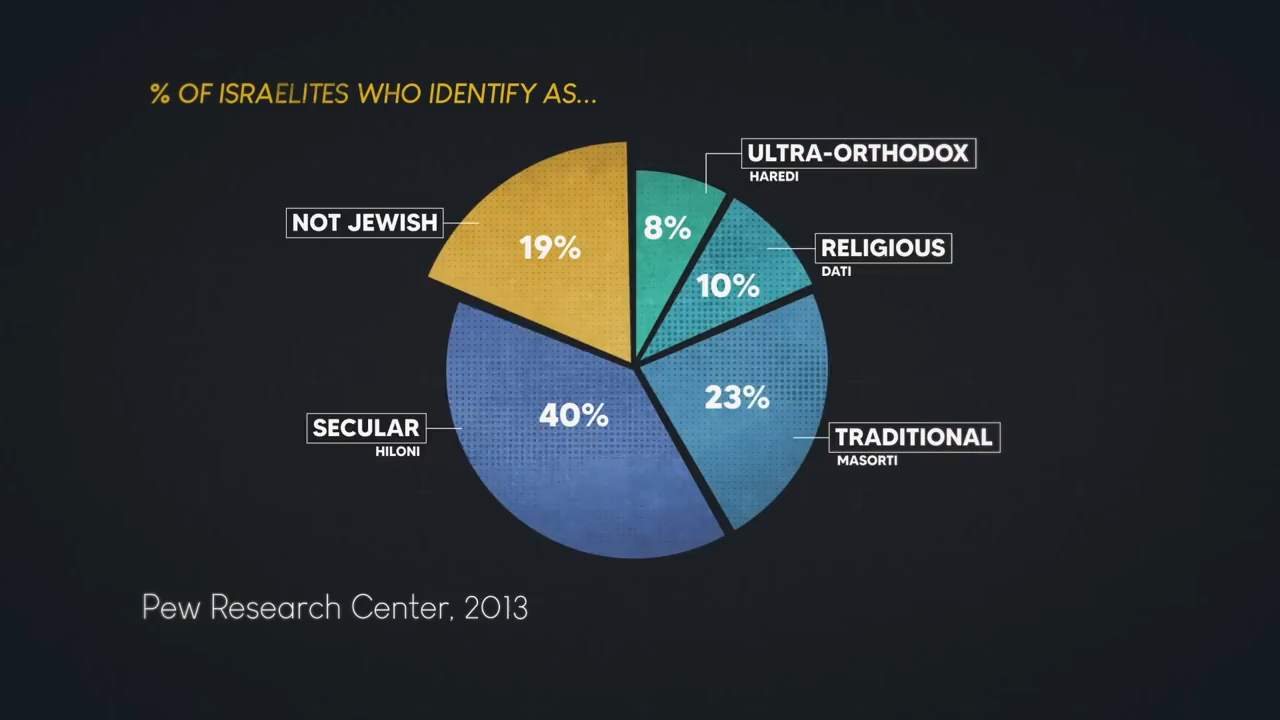 % OF ISRAELITES WHO IDENTIFY AS...
ULTRA-ORTHODOX
HAREDI
NOT JEWISH
8%
19%
RELIGIOUS
DATI
10%
23%
40%
SECULAR
HILONI
TRADITIONAL
MASORTI
Pew Research Center, 2013